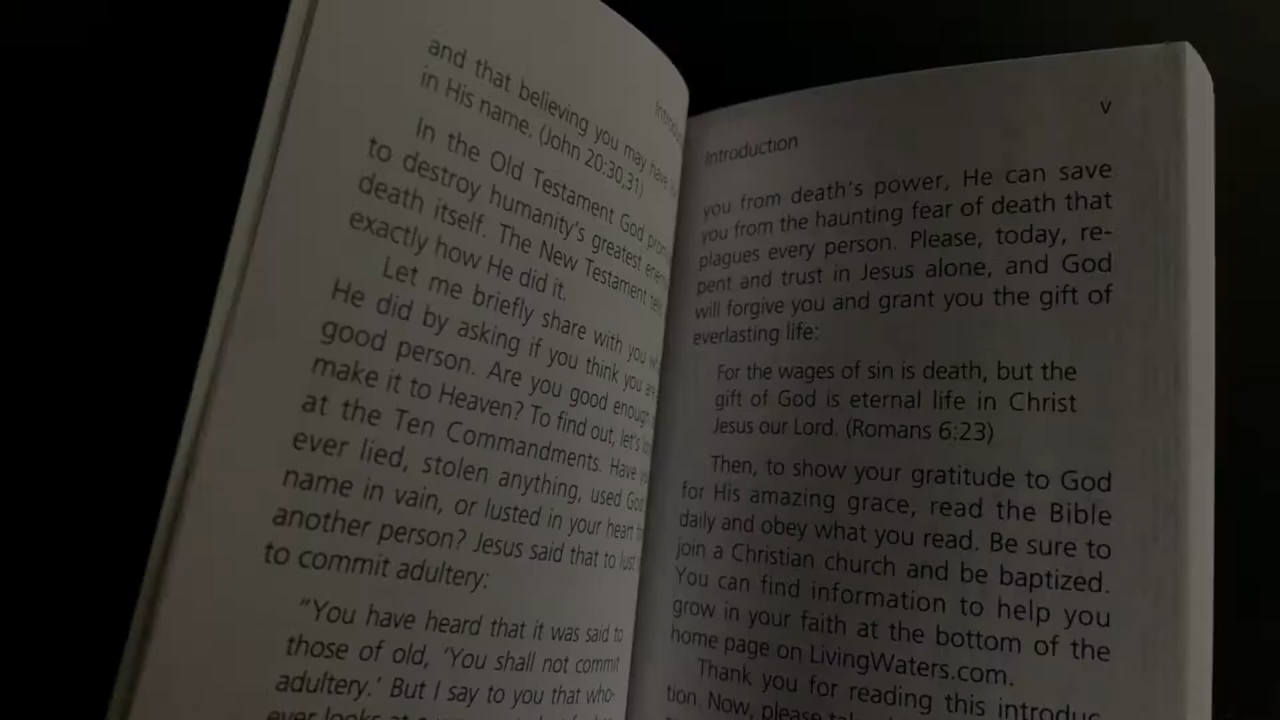 and that believing you may have
in His name. (John 20:30,31)
In the Old Testament God
to destroy humanity's greatest
death itself. The New Testament
exactly how He did it.
Let me briefly share with you
He did by asking if you think you are
good person. Are you good enough
make it to Heaven? To find out, let's
at the Ten Commandments. Have
ever lied, stolen anything, used
name in vain, or lusted in your heart
another person? Jesus said that to lust
to commit adultery:
"You have heard that it was said to
those of old, 'You shall not commit
adultery.' But I say to you that who-
ever looks at
Introduction
v
you from death's power, He can save
you from the haunting fear of death that
plagues every person. Please, today, re-
pent and trust in Jesus alone, and God
will forgive you and grant you the gift of
everlasting life:
For the wages of sin is death, but the
gift of God is eternal life in Christ
Jesus our Lord. (Romans 6:23)
Then, to show your gratitude to God
for His amazing grace, read the Bible
daily and obey what you read. Be sure to
join a Christian church and be baptized.
You can find information to help you
grow in your faith at the bottom of the
home page on LivingWaters.com.
Thank you for reading this introduc-
tion. Now, please